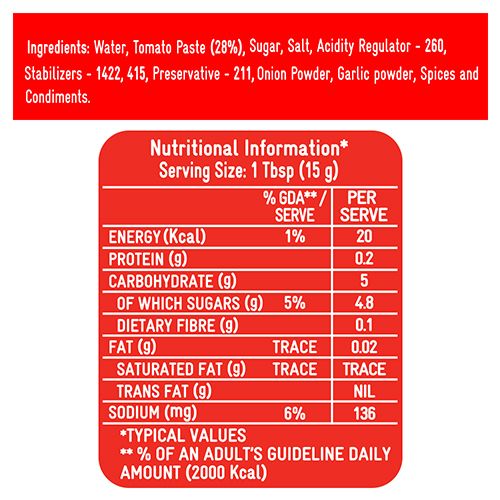 Ingredients: Water, Tomato Paste (28%), Sugar, Salt, Acidity Regulator - 260,
Stabilizers - 1422, 415, Preservative - 211, Onion Powder, Garlic powder, Spices and
Condiments.
Nutritional Information*
Serving Size: 1 Tbsp (15 g)
% GDA** / SERVE PER SERVE
ENERGY (Kcal) 1% 20
PROTEIN (g) 0.2
CARBOHYDRATE (g) 5
OF WHICH SUGARS (g) 5% 4.8
DIETARY FIBRE (g) 0.1
FAT (g) TRACE 0.02
SATURATED FAT (g) TRACE TRACE
TRANS FAT (g) NIL
SODIUM (mg) 6% 136
*TYPICAL VALUES
** % OF AN ADULT'S GUIDELINE DAILY
AMOUNT (2000 Kcal)